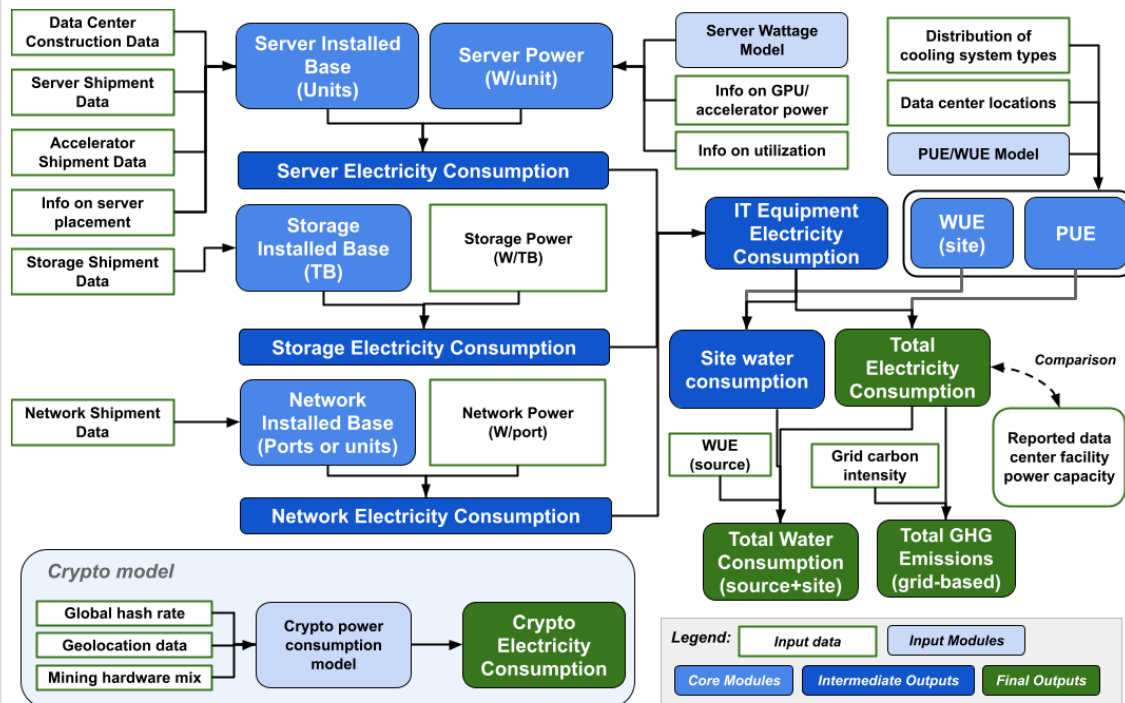 Data Center
Construction Data
Server Shipment
Data
Accelerator
Shipment Data
Info on server
placement
Storage Shipment
Data
Network Shipment
Data
Server Installed
Base
(Units)
Server Power
(W/unit)
Server Wattage
Model
Info on GPU/
accelerator power
Info on utilization
Distribution of
cooling system types
Data center locations
PUE/WUE Model
Server Electricity Consumption
Storage
Installed Base
(TB)
Storage Power
(W/TB)
IT Equipment
Electricity
Consumption
WUE
(site)
PUE
Storage Electricity Consumption
Site water
consumption
Total
Electricity
Consumption
Comparison
Network
Installed Base
(Ports or units)
Network Power
(W/port)
WUE
(source)
Grid carbon
intensity
Reported data
center facility
power capacity
Network Electricity Consumption
Total Water
Consumption
(source+site)
Total GHG
Emissions
(grid-based)
Crypto model
Global hash rate
Geolocation data
Mining hardware mix
Crypto power
consumption
model
Crypto
Electricity
Consumption
Legend:
Input data
Input Modules
Core Modules
Intermediate Outputs
Final Outputs